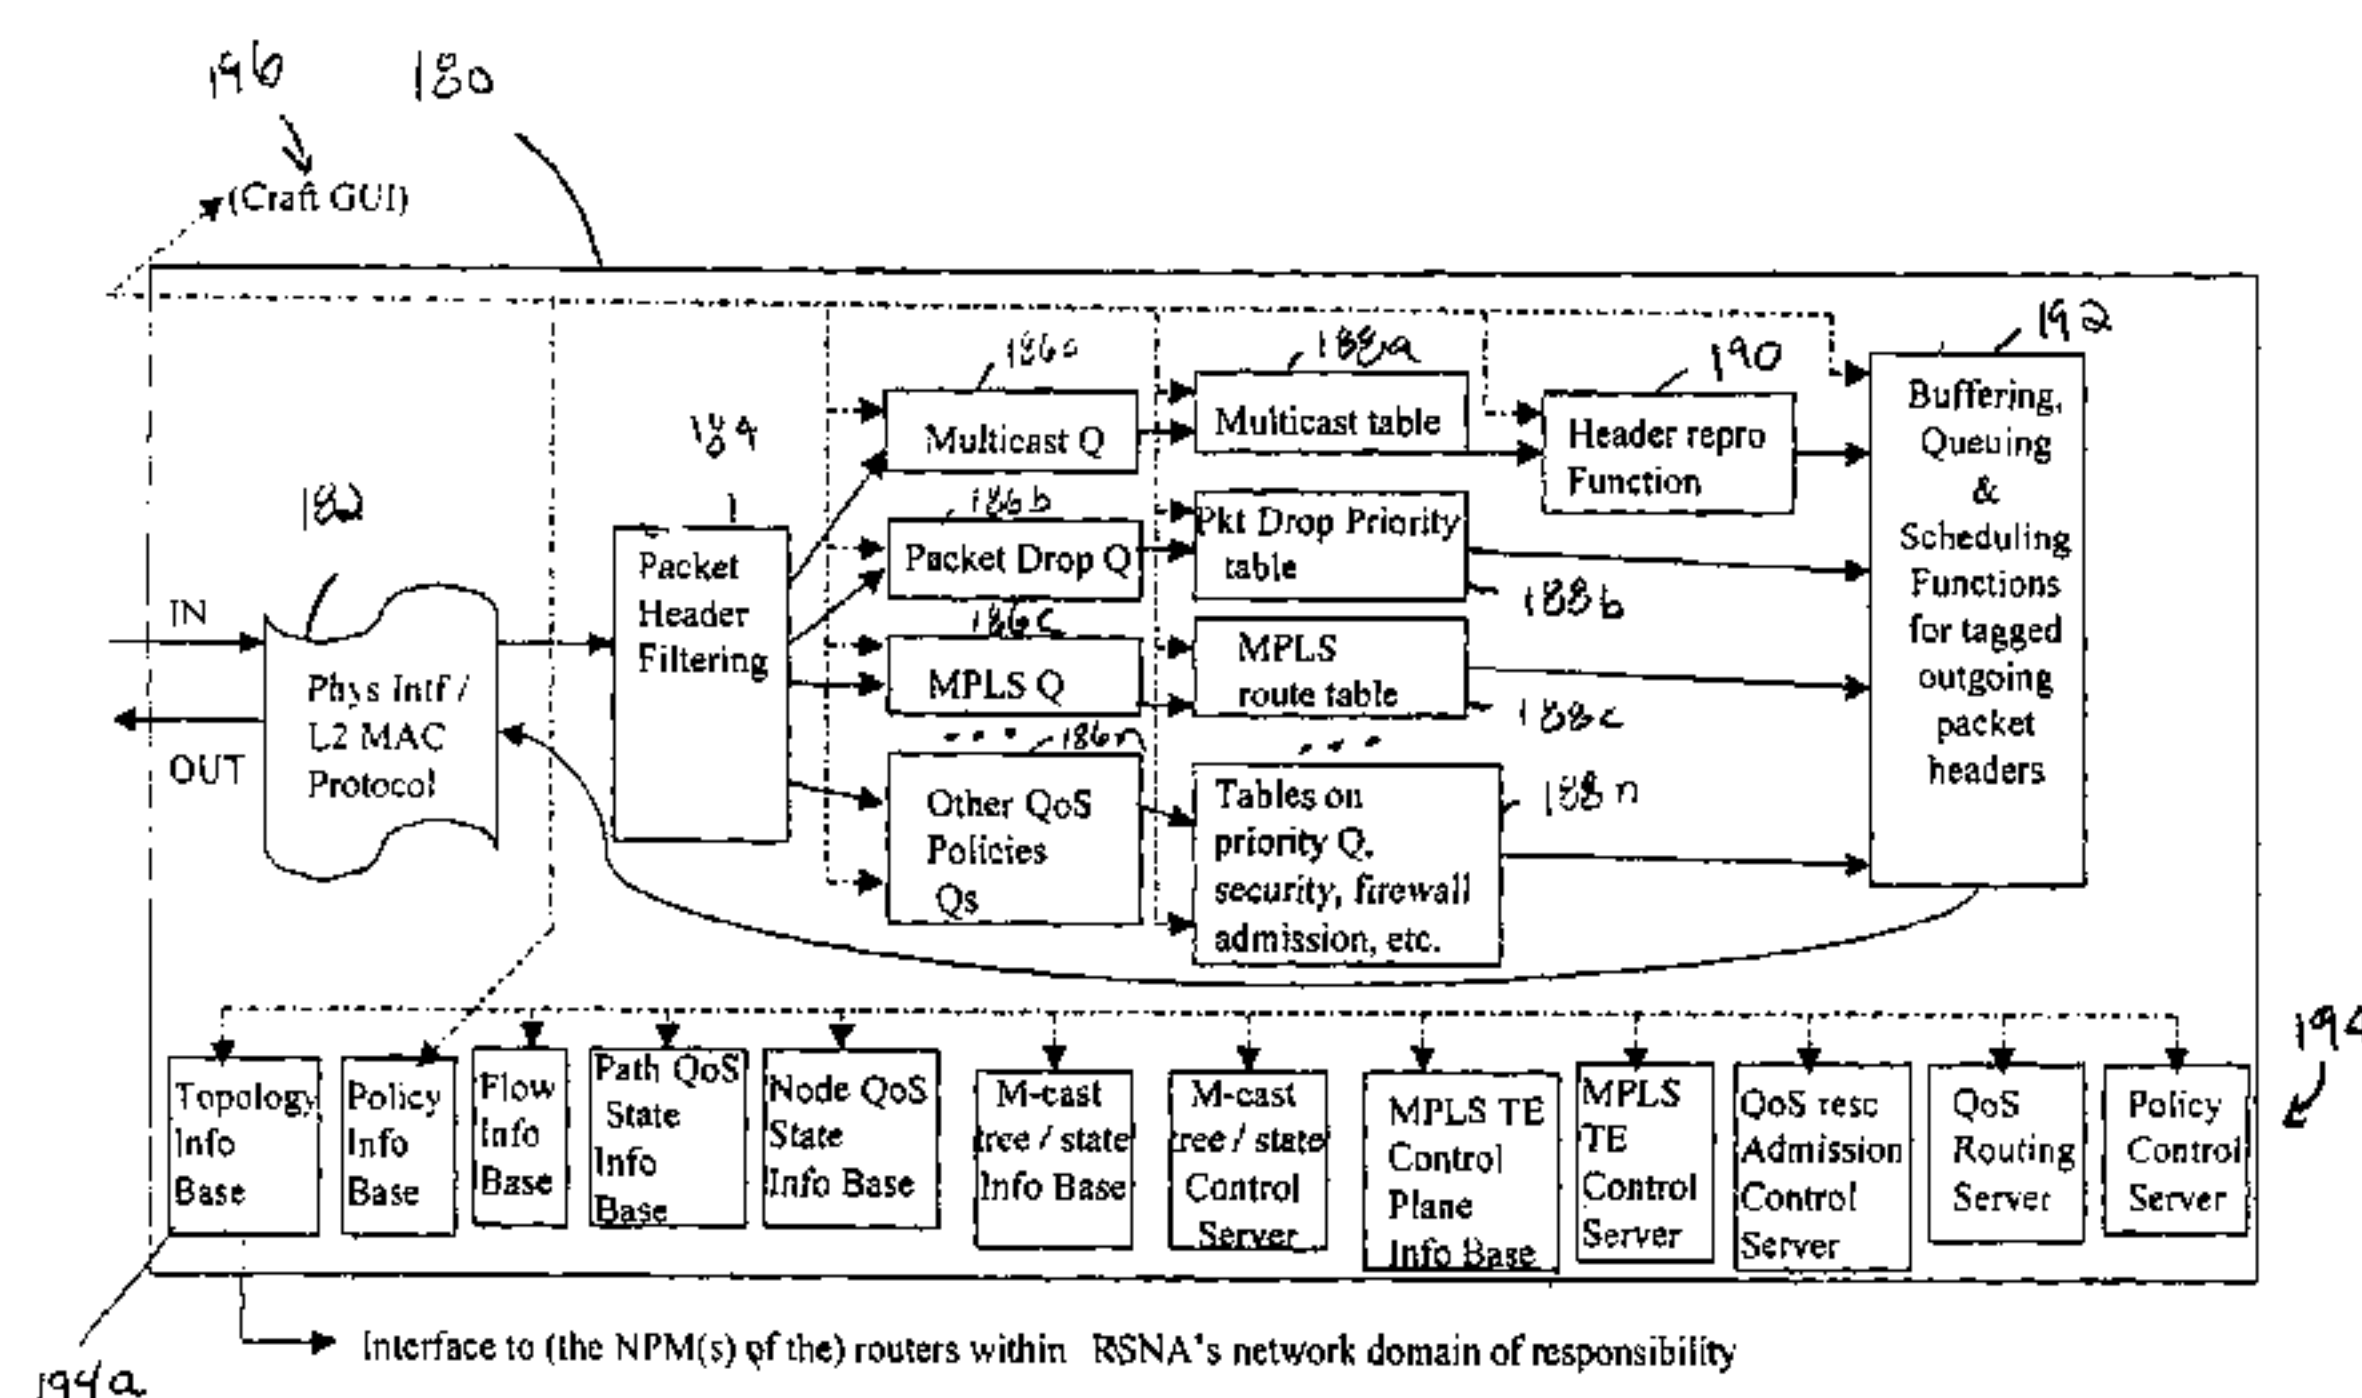 196
180
(Craft GUI)
192
186a
188a
190
Multicast Q
Multicast table
Header repro
Function
Buffering,
Queuing
&
Scheduling
Functions
for tagged
outgoing
packet
headers
184
182
186b
Packet
Header
Filtering
Packet Drop Q
Pkt Drop Priority
table
188b
IN
OUT
Phys Intf /
L2 MAC
Protocol
186c
MPLS Q
MPLS
route table
188c
...
186n
...
Other QoS
Policies
Qs
Tables on
priority Q,
security, firewall
admission, etc.
188n
194
Topology
Info
Base
Policy
Info
Base
Flow
Info
Base
Path QoS
State
Info
Base
Node QoS
State
Info Base
M-cast
tree / state
Info Base
M-cast
tree / state
Control
Server
MPLS TE
Control
Plane
Info Base
MPLS
TE
Control
Server
QoS resc
Admission
Control
Server
QoS
Routing
Server
Policy
Control
Server
Interface to (the NPM(s) of the) routers within RSNA's network domain of responsibility
194a